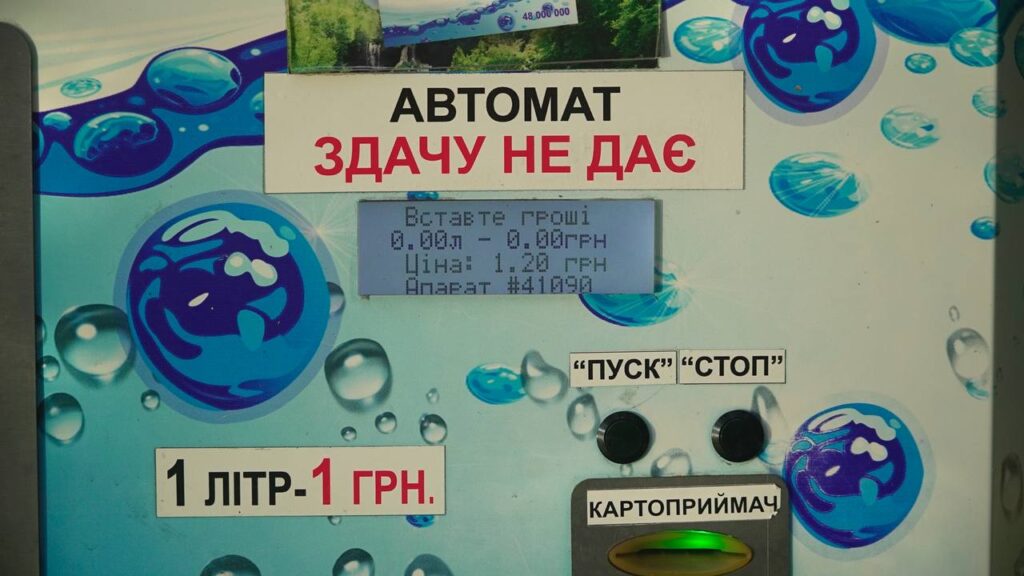 48 000 000
АВТОМАТ
ЗДАЧУ НЕ ДАЄ
Вставте гроші
0.00л - 0.00грн
Ціна: 1.20 грн
Апарат #41090
“ПУСК” “СТОП”
1 ЛІТР-1 ГРН.
КАРТОПРИЙМАЧ